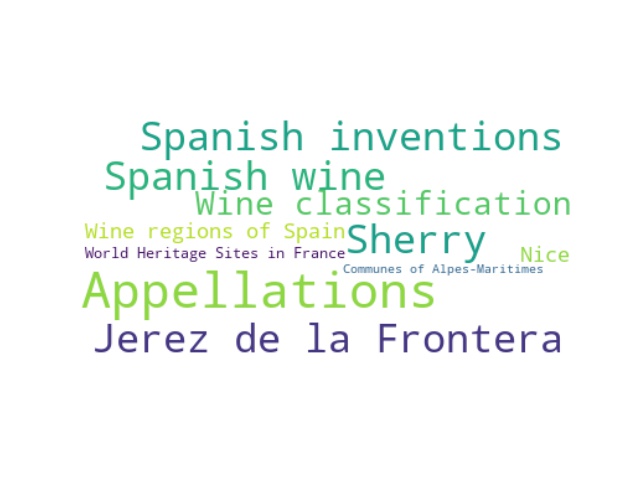 Spanish inventions
Spanish wine
Wine classification
Wine regions of Spain
Sherry
World Heritage Sites in France
Nice
Communes of Alpes-Maritimes
Appellations
Jerez de la Frontera